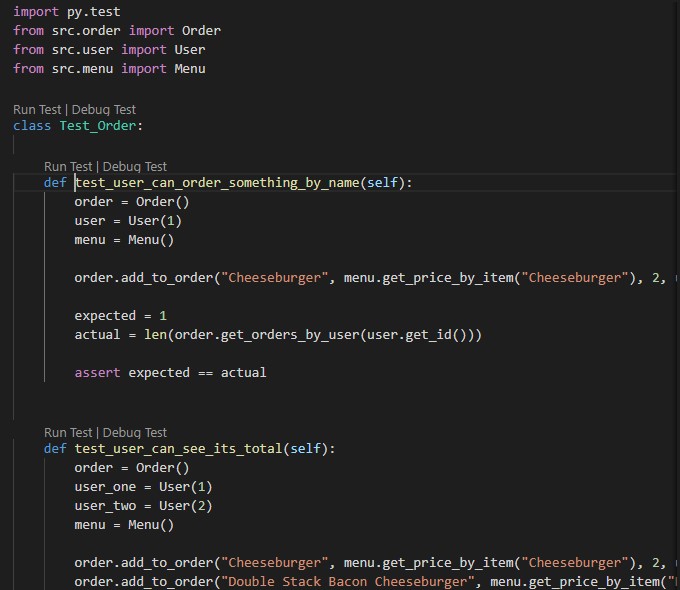 import py.test
from src.order import Order
from src.user import User
from src.menu import Menu
Run Test | Debug Test
class Test_Order:
Run Test | Debug Test
def test_user_can_order_something_by_name(self):
order = Order()
user = User(1)
menu = Menu()
order.add_to_order("Cheeseburger", menu.get_price_by_item("Cheeseburger"), 2,
expected = 1
actual = len(order.get_orders_by_user(user.get_id()))
assert expected == actual
Run Test | Debug Test
def test_user_can_see_its_total(self):
order = Order()
user_one = User(1)
user_two = User(2)
menu = Menu()
order.add_to_order("Cheeseburger", menu.get_price_by_item("Cheeseburger"), 2,
order.add_to_order("Double Stack Bacon Cheeseburger", menu.get_price_by_item("